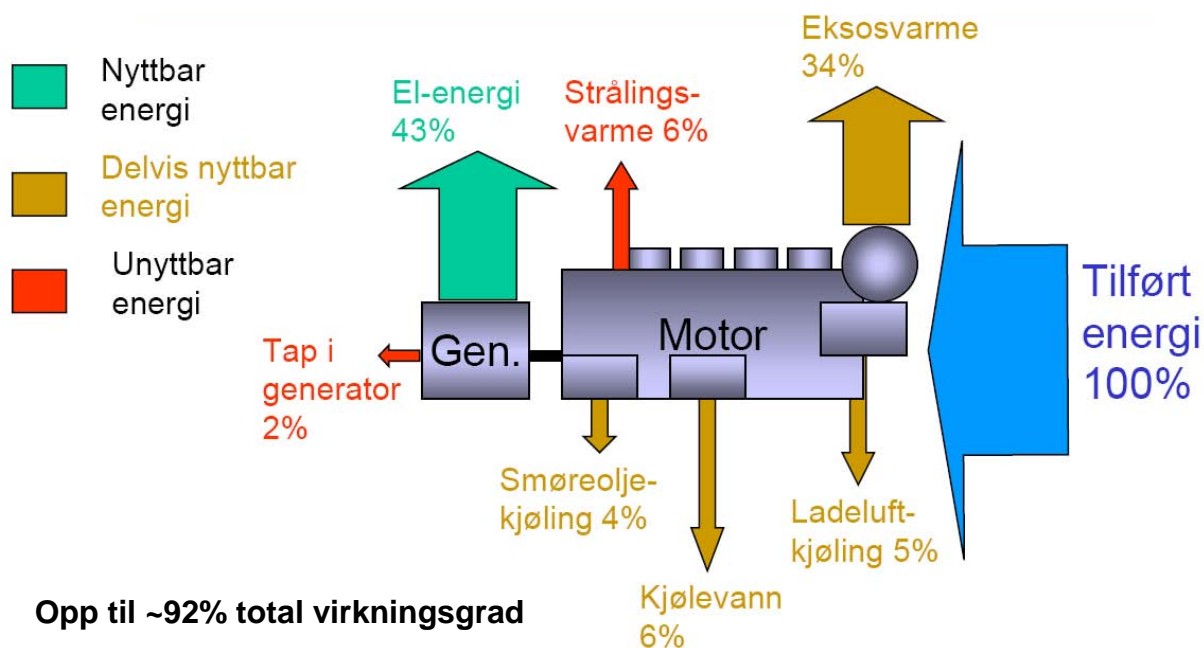 Nyttbar
energi
Delvis nyttbar
energi
Unyttbar
energi
El-energi
43%
Strålings-
varme 6%
Eksosvarme
34%
Tilført
energi
100%
Gen.
Motor
Tap i
generator
2%
Smøreolje-
kjøling 4%
Ladeluft-
kjøling 5%
Kjølevann
6%
Opp til ~92% total virkningsgrad